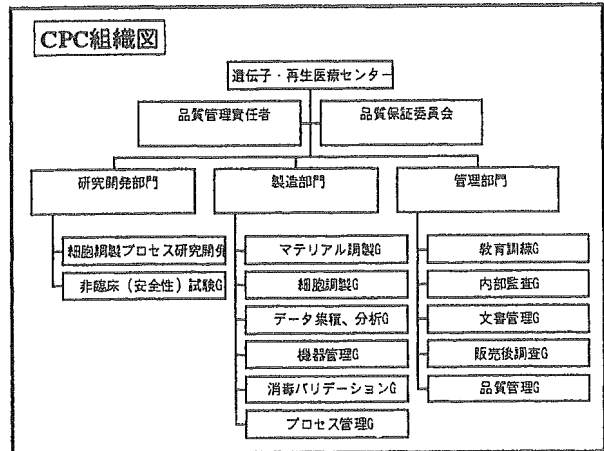 CPC組織図
遺伝子・再生医療センター
品質管理責任者
品質保証委員会
研究開発部門
製造部門
管理部門
細胞調製プロセス研究開発
非臨床(安全性)試験G
マテリアル調製G
細胞調製G
データ集積、分析G
機器管理G
消毒バリデーションG
プロセス管理G
教育訓練G
内部監査G
文書管理G
販売後調査G
品質管理G